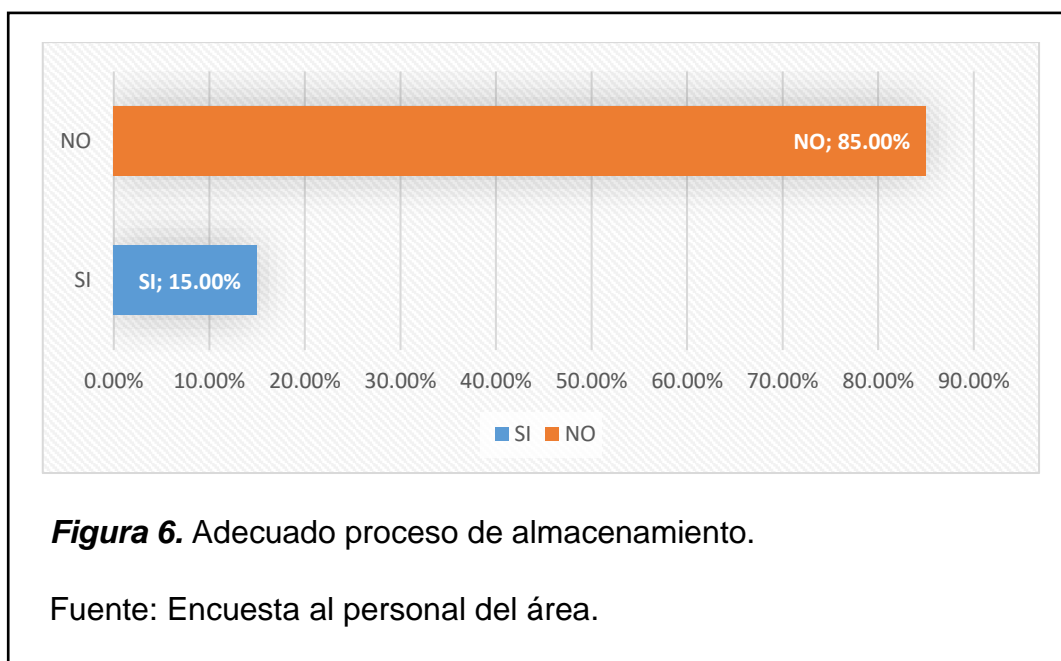 NO
NO; 85.00%
SI
SI; 15.00%
0.00% 10.00% 20.00% 30.00% 40.00% 50.00% 60.00% 70.00% 80.00% 90.00%
SI NO
Figura 6. Adecuado proceso de almacenamiento.
Fuente: Encuesta al personal del área.